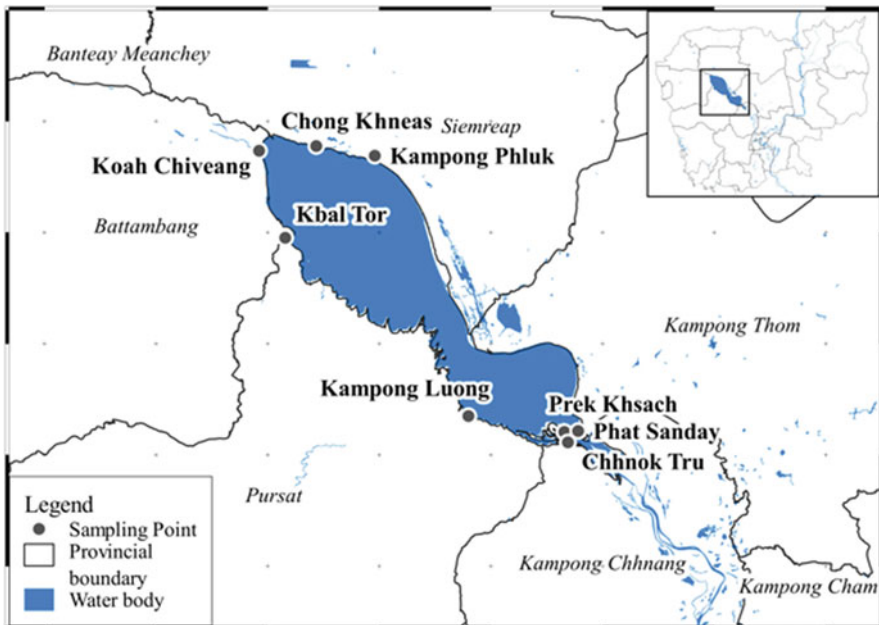 Banteay Meanchey
Chong Khneas
Siemreap
Koah Chiveang
Kampong Phluk
Kbal Tor
Battambang
Kampong Thom
Kampong Luong
Prek Khsach
Phat Sanday
Chhnok Tru
Pursat
Kampong Chhnang
Kampong Cham
Legend
Sampling Point
Provincial
boundary
Water body